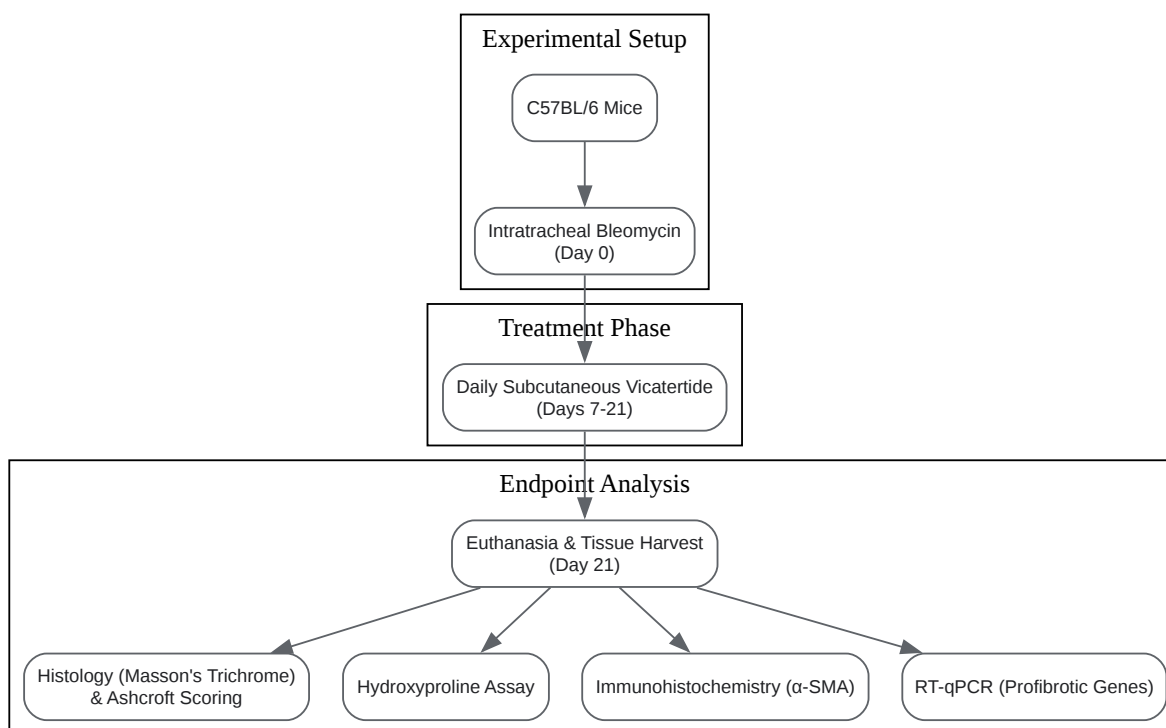 Experimental Setup
C57BL/6 Mice
Intratracheal Bleomycin
(Day 0)
Treatment Phase
Daily Subcutaneous Vicatertide
(Days 7-21)
Endpoint Analysis
Euthanasia & Tissue Harvest
(Day 21)
Histology (Masson's Trichrome)
& Ashcroft Scoring
Hydroxyproline Assay
Immunohistochemistry (α-SMA)
RT-qPCR (Profibrotic Genes)